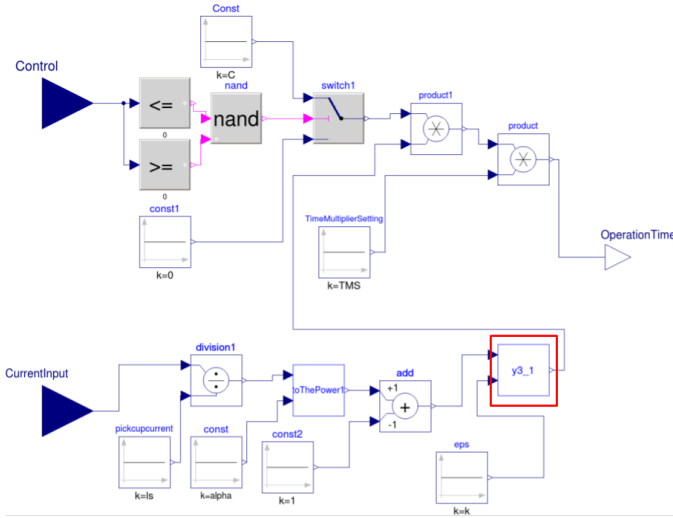 Const
k=C
Control
<=
0
nand
nand
switch1
product1
product
>=
0
const1
k=0
TimeMultiplierSetting
k=TMS
OperationTime
CurrentInput
division1
toThePower1
add
+1
+
-1
y3_1
pickcupcurrent
k=Is
const
k=alpha
const2
k=1
eps
k=k